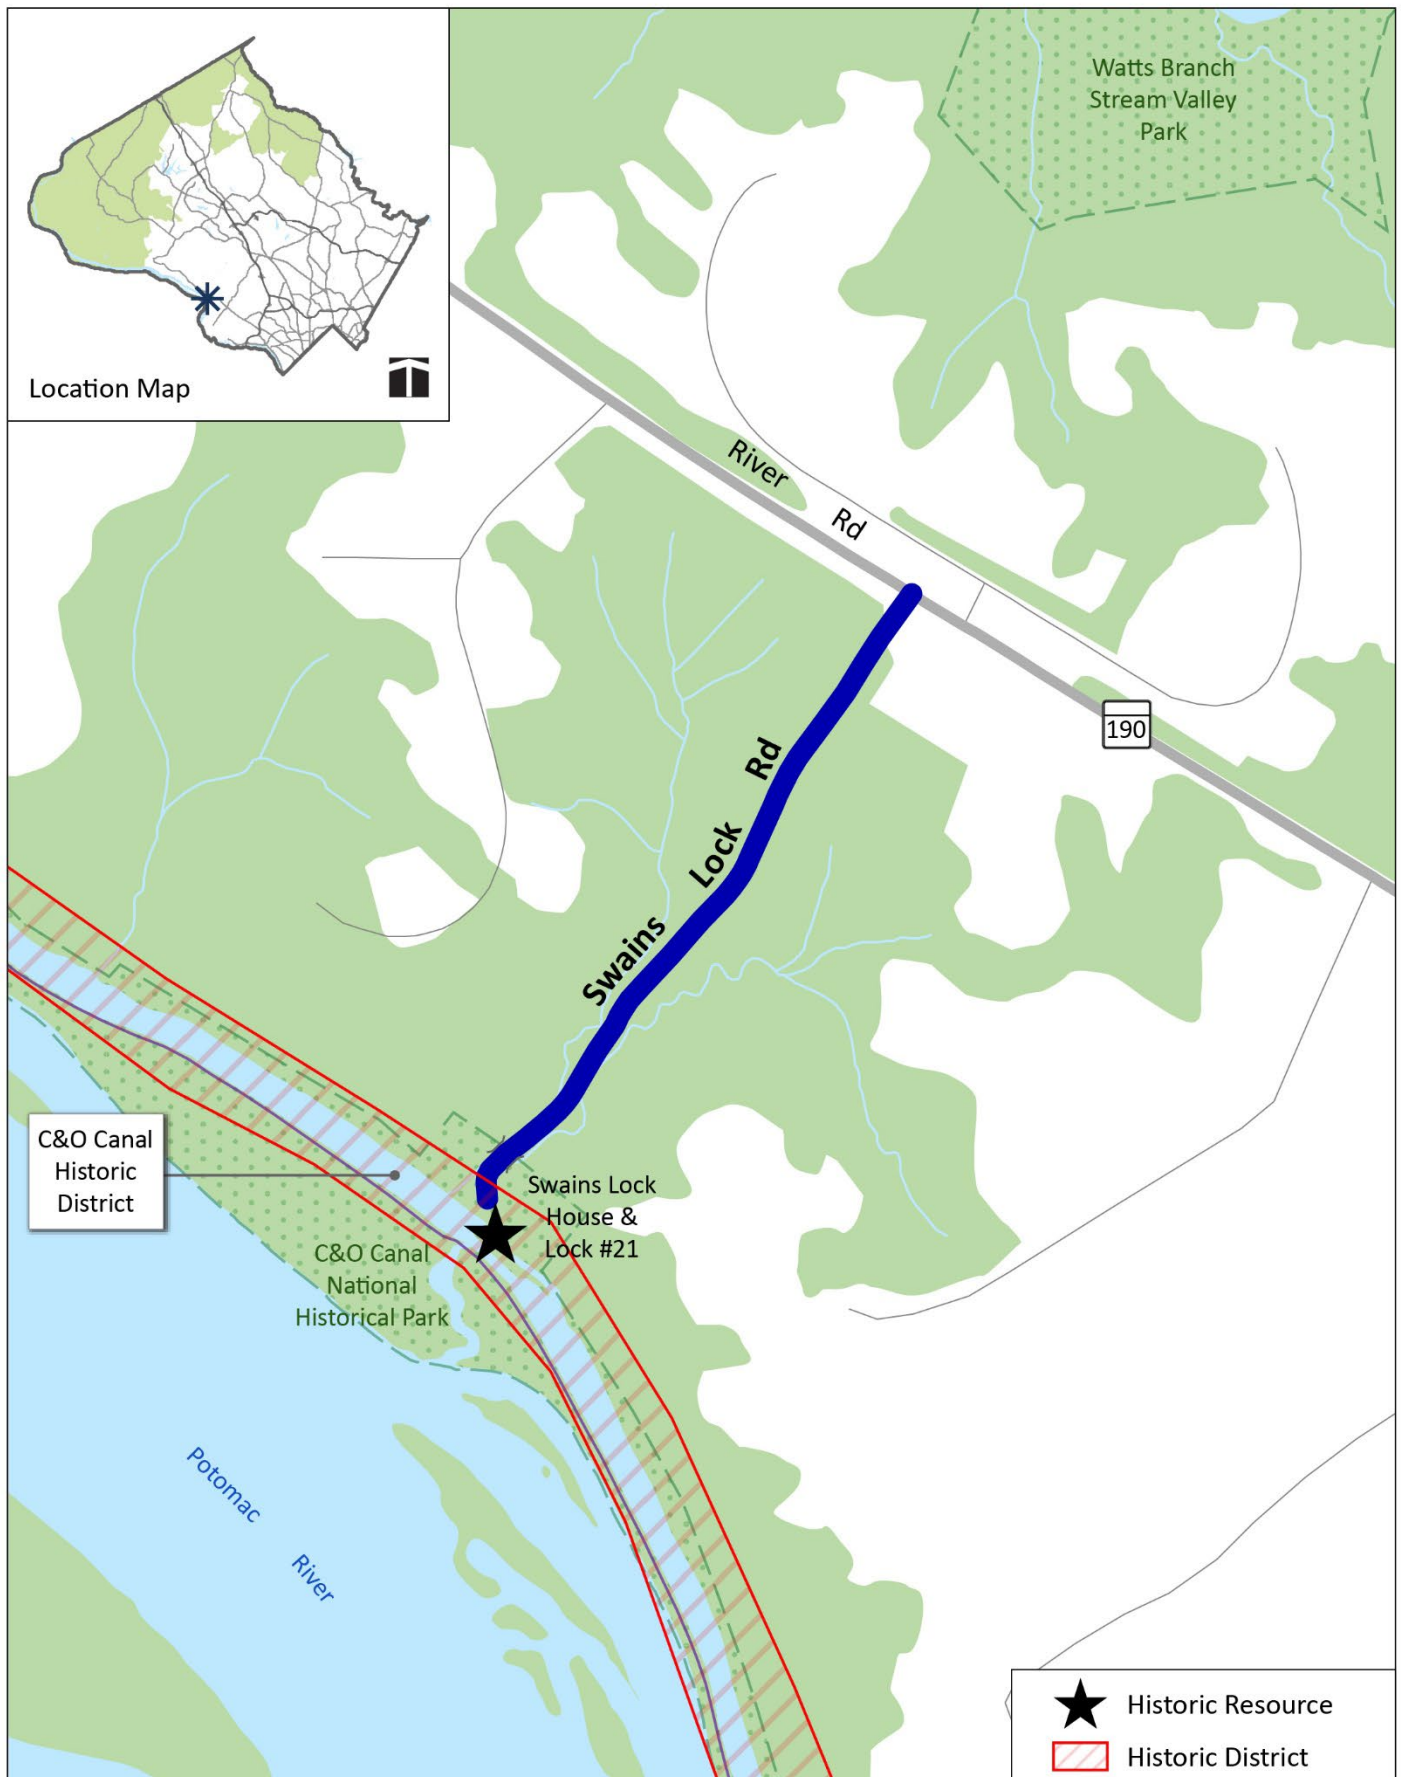 Location Map
Watts Branch
Stream Valley
Park
River
Rd
190
Rd
Lock
Swains
C&O Canal
Historic
District
Swains Lock
House &
Lock #21
C&O Canal
National
Historical Park
Potomac
River
Historic Resource
Historic District